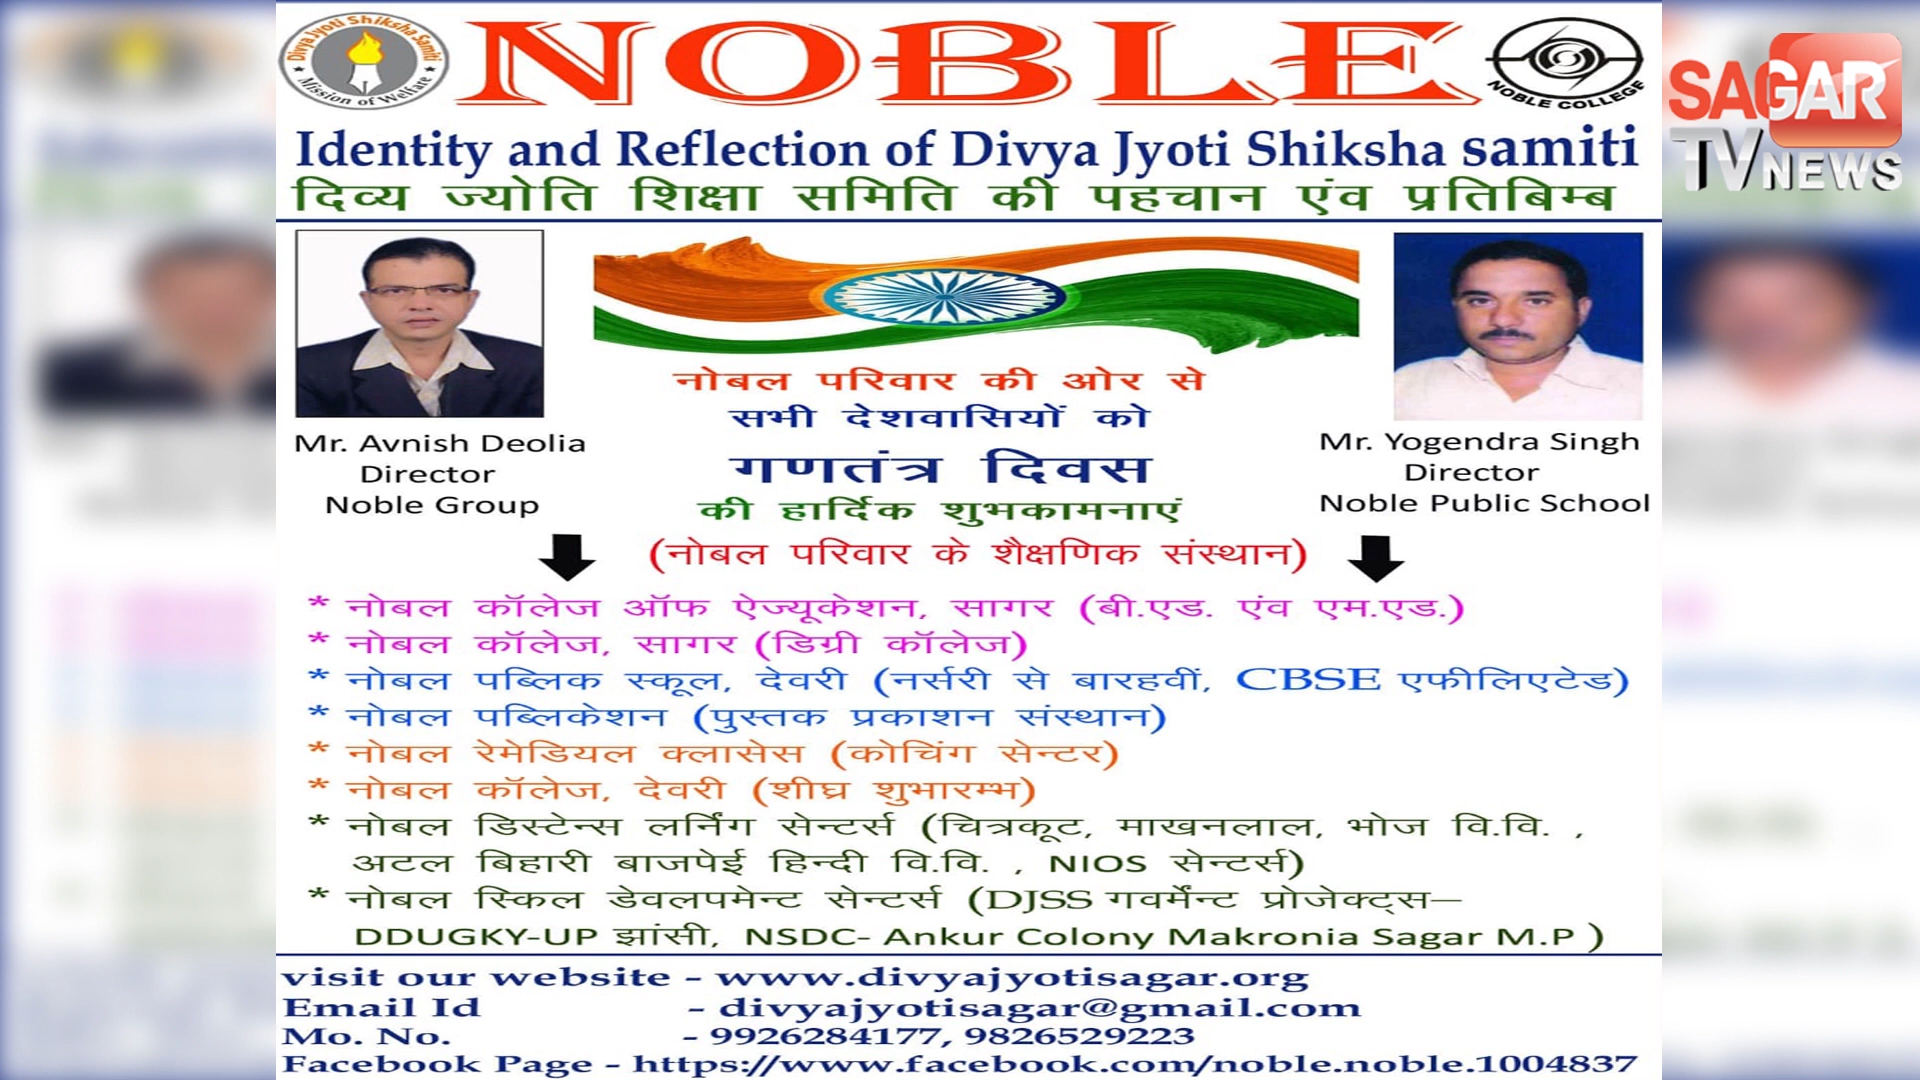 Divya Jyoti Shiksha Samiti
Mission of Welfare
NOBLE
NOBLE COLLEGE
SAGAR
TV NEWS
Identity and Reflection of Divya Jyoti Shiksha samiti
दिव्य ज्योति शिक्षा समिति की पहचान एंव प्रतिबिम्ब
नोबल परिवार की ओर से
सभी देशवासियों को
गणतंत्र दिवस
की हार्दिक शुभकामनाएं
Mr. Avnish Deolia
Director
Noble Group
Mr. Yogendra Singh
Director
Noble Public School
(नोबल परिवार के शैक्षणिक संस्थान)
* नोबल कॉलेज ऑफ ऐज्यूकेशन, सागर (बी.एड. एंव एम.एड.)
* नोबल कॉलेज, सागर (डिग्री कॉलेज)
* नोबल पब्लिक स्कूल, देवरी (नर्सरी से बारहवीं, CBSE एफीलिएटेड)
* नोबल पब्लिकेशन (पुस्तक प्रकाशन संस्थान)
* नोबल रेमेडियल क्लासेस (कोचिंग सेन्टर)
* नोबल कॉलेज, देवरी (शीघ्र शुभारम्भ)
* नोबल डिस्टेन्स लर्निंग सेन्टर्स (चित्रकूट, माखनलाल, भोज वि.वि. ,
अटल बिहारी बाजपेई हिन्दी वि.वि. , NIOS सेन्टर्स)
* नोबल स्किल डेवलपमेन्ट सेन्टर्स (DJSS गवर्मेंन्ट प्रोजेक्ट्स–
DDUGKY-UP झांसी, NSDC- Ankur Colony Makronia Sagar M.P )
visit our website - www.divyajyotisagar.org
Email Id - divyajyotisagar@gmail.com
Mo. No. - 9926284177, 9826529223
Facebook Page - https://www.facebook.com/noble.noble.1004837